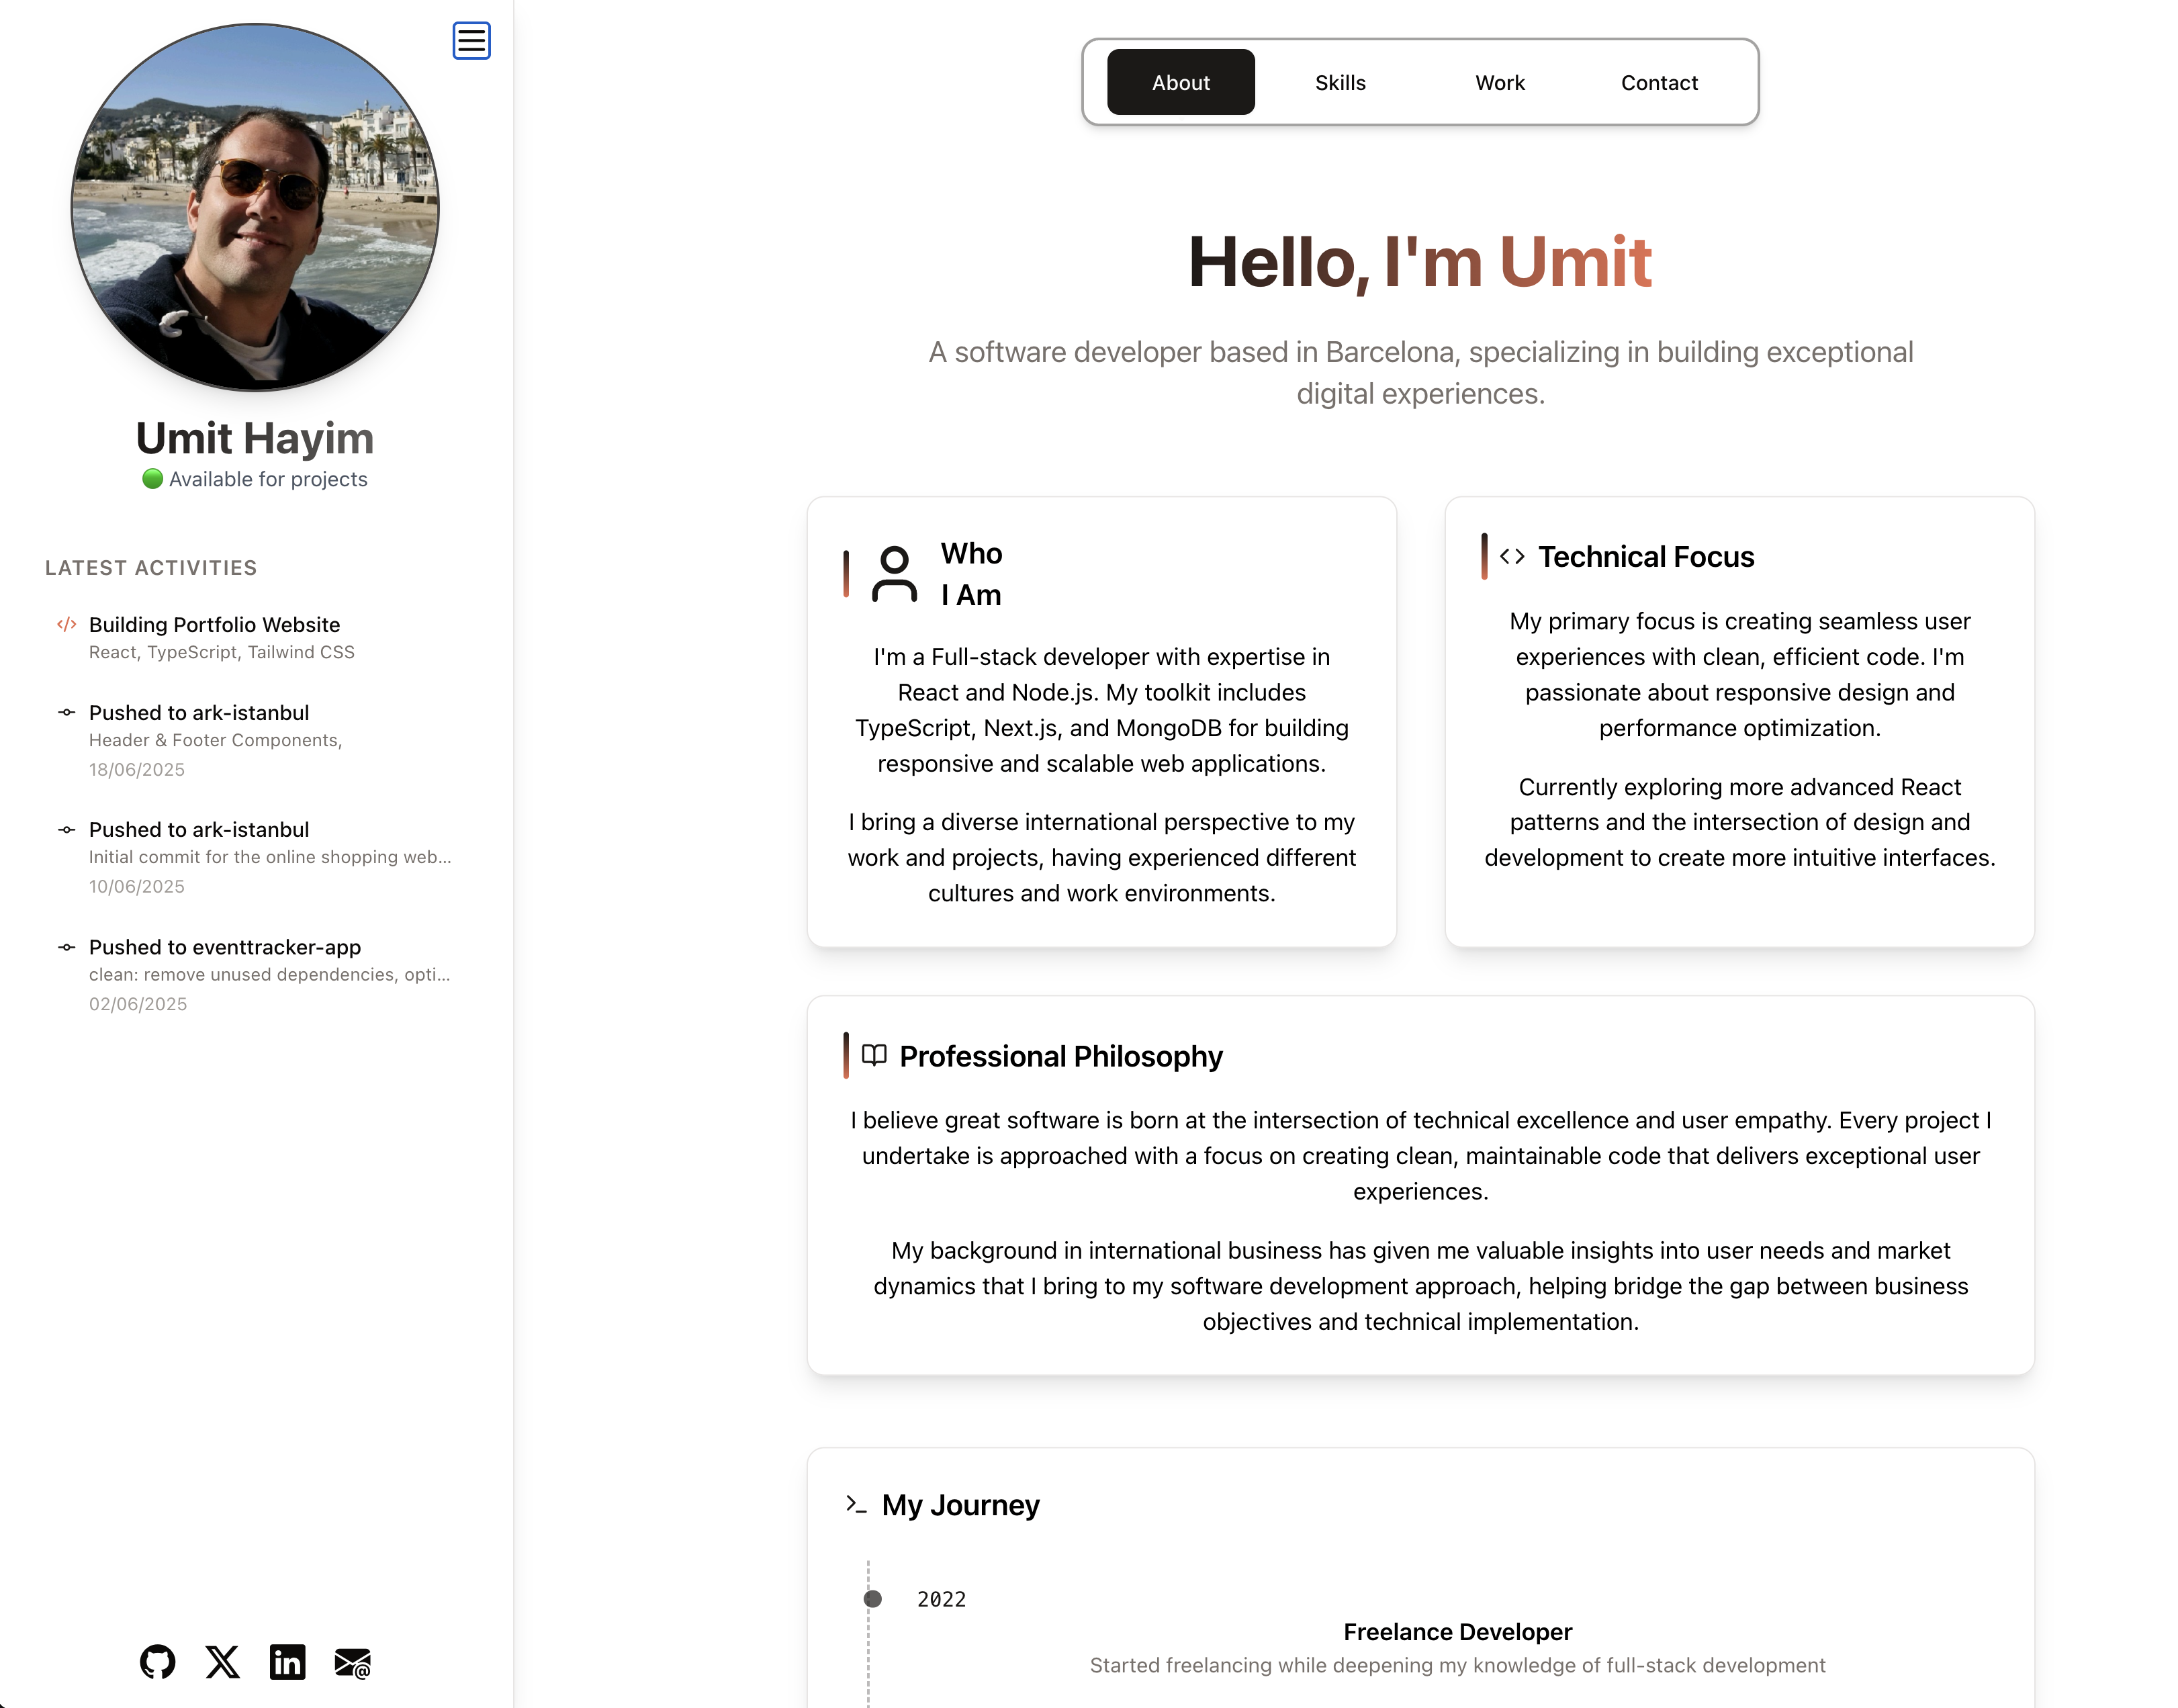 Umit Hayim
Available for projects
LATEST ACTIVITIES
Building Portfolio Website
React, TypeScript, Tailwind CSS
Pushed to ark-istanbul
Header & Footer Components,
18/06/2025
Pushed to ark-istanbul
Initial commit for the online shopping web...
10/06/2025
Pushed to eventtracker-app
clean: remove unused dependencies, opti...
02/06/2025
About
Skills
Work
Contact
Hello, I'm Umit
A software developer based in Barcelona, specializing in building exceptional
digital experiences.
Who
I Am
I'm a Full-stack developer with expertise in
React and Node.js. My toolkit includes
TypeScript, Next.js, and MongoDB for building
responsive and scalable web applications.
I bring a diverse international perspective to my
work and projects, having experienced different
cultures and work environments.
Technical Focus
My primary focus is creating seamless user
experiences with clean, efficient code. I'm
passionate about responsive design and
performance optimization.
Currently exploring more advanced React
patterns and the intersection of design and
development to create more intuitive interfaces.
Professional Philosophy
I believe great software is born at the intersection of technical excellence and user empathy. Every project I
undertake is approached with a focus on creating clean, maintainable code that delivers exceptional user
experiences.
My background in international business has given me valuable insights into user needs and market
dynamics that I bring to my software development approach, helping bridge the gap between business
objectives and technical implementation.
My Journey
2022
Freelance Developer
Started freelancing while deepening my knowledge of full-stack development